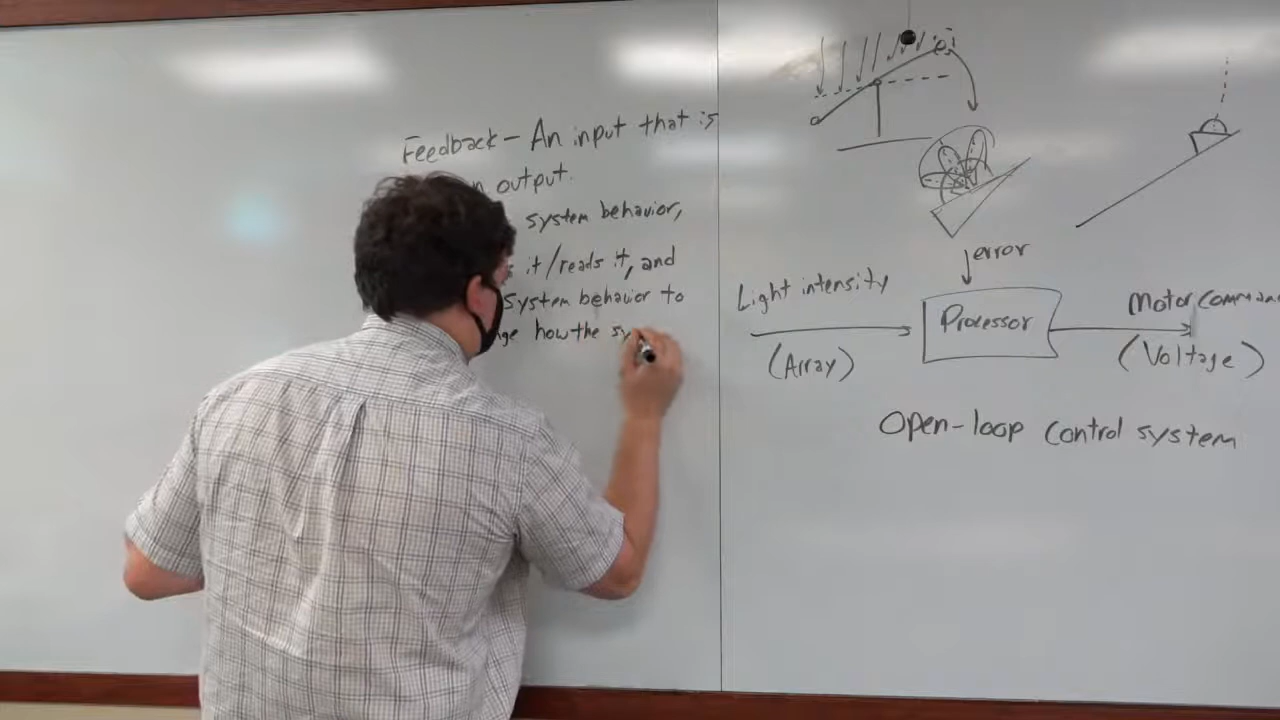 Feedback - An input that is
output.
system behavior,
it/reads it, and
system behavior to
how the sy
error
Light intensity
Processor
Motor
(Array)
(Voltage)
Open-loop control system